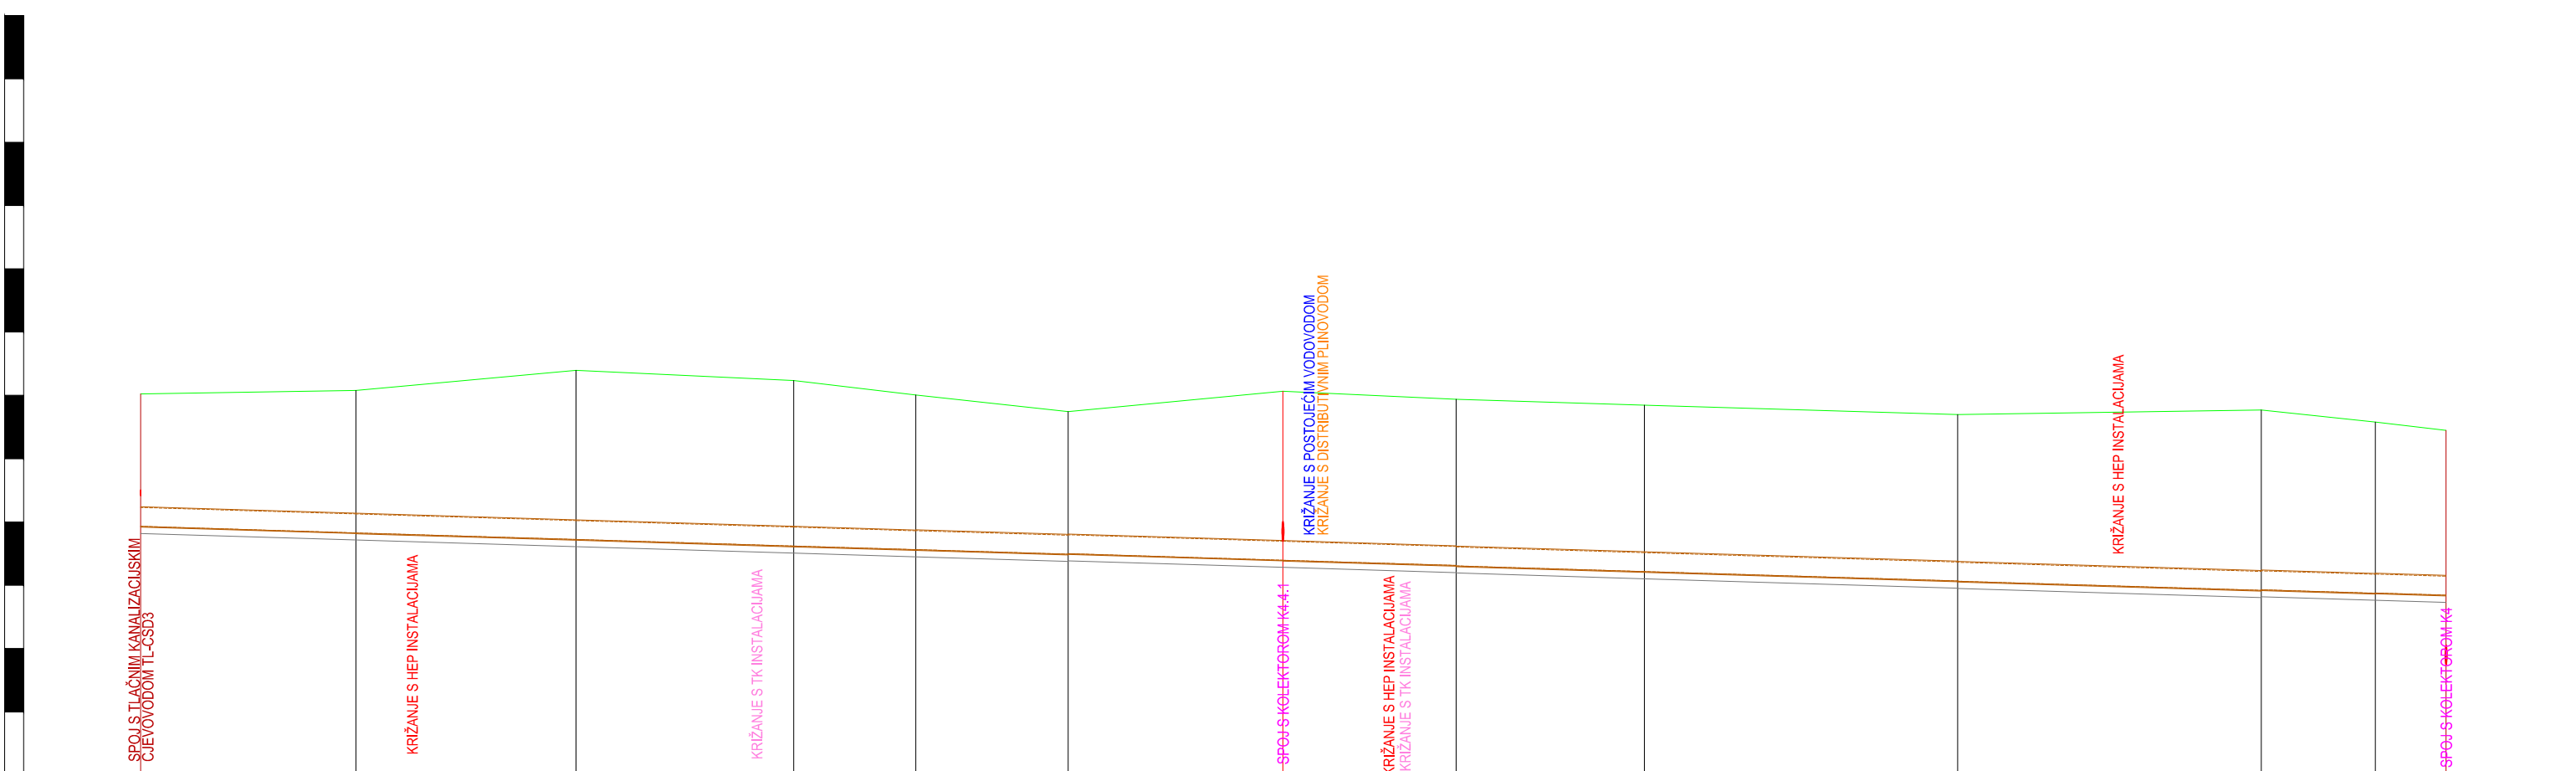 SPOJ S TLAČNIM KANALIZACIJSKIM
CJEVOVODOM TL-CSD3
KRIŽANJE S HEP INSTALACIJAMA
KRIŽANJE S TK INSTALACIJAMA
SPOJ S KOLEKTOROM K4.4.1
KRIŽANJE S POSTOJEĆIM VODOVODOM
KRIŽANJE S DISTRIBUTIVNIM PLINOVODOM
KRIŽANJE S HEP INSTALACIJAMA
KRIŽANJE S TK INSTALACIJAMA
KRIŽANJE S HEP INSTALACIJAMA
SPOJ S KOLEKTOROM K4